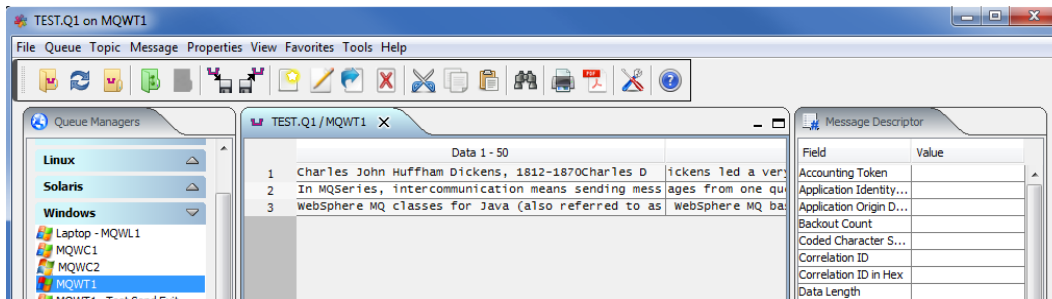 TEST.Q1 on MQWT1
File Queue Topic Message Properties View Favorites Tools Help
PDF
Queue Managers
Linux
Solaris
Windows
Laptop - MQWL1
MQWC1
MQWC2
MQWT1
TEST.Q1 / MQWT1
Data 1 - 50
1 Charles John Huffham Dickens, 1812-1870Charles D ickens led a very
2 In MQSeries, intercommunication means sending mess ages from one que
3 WebSphere MQ classes for Java (also referred to as WebSphere MQ bas
Message Descriptor
Field Value
Accounting Token
Application Identity...
Application Origin D...
Backout Count
Coded Character S...
Correlation ID
Correlation ID in Hex
Data Length